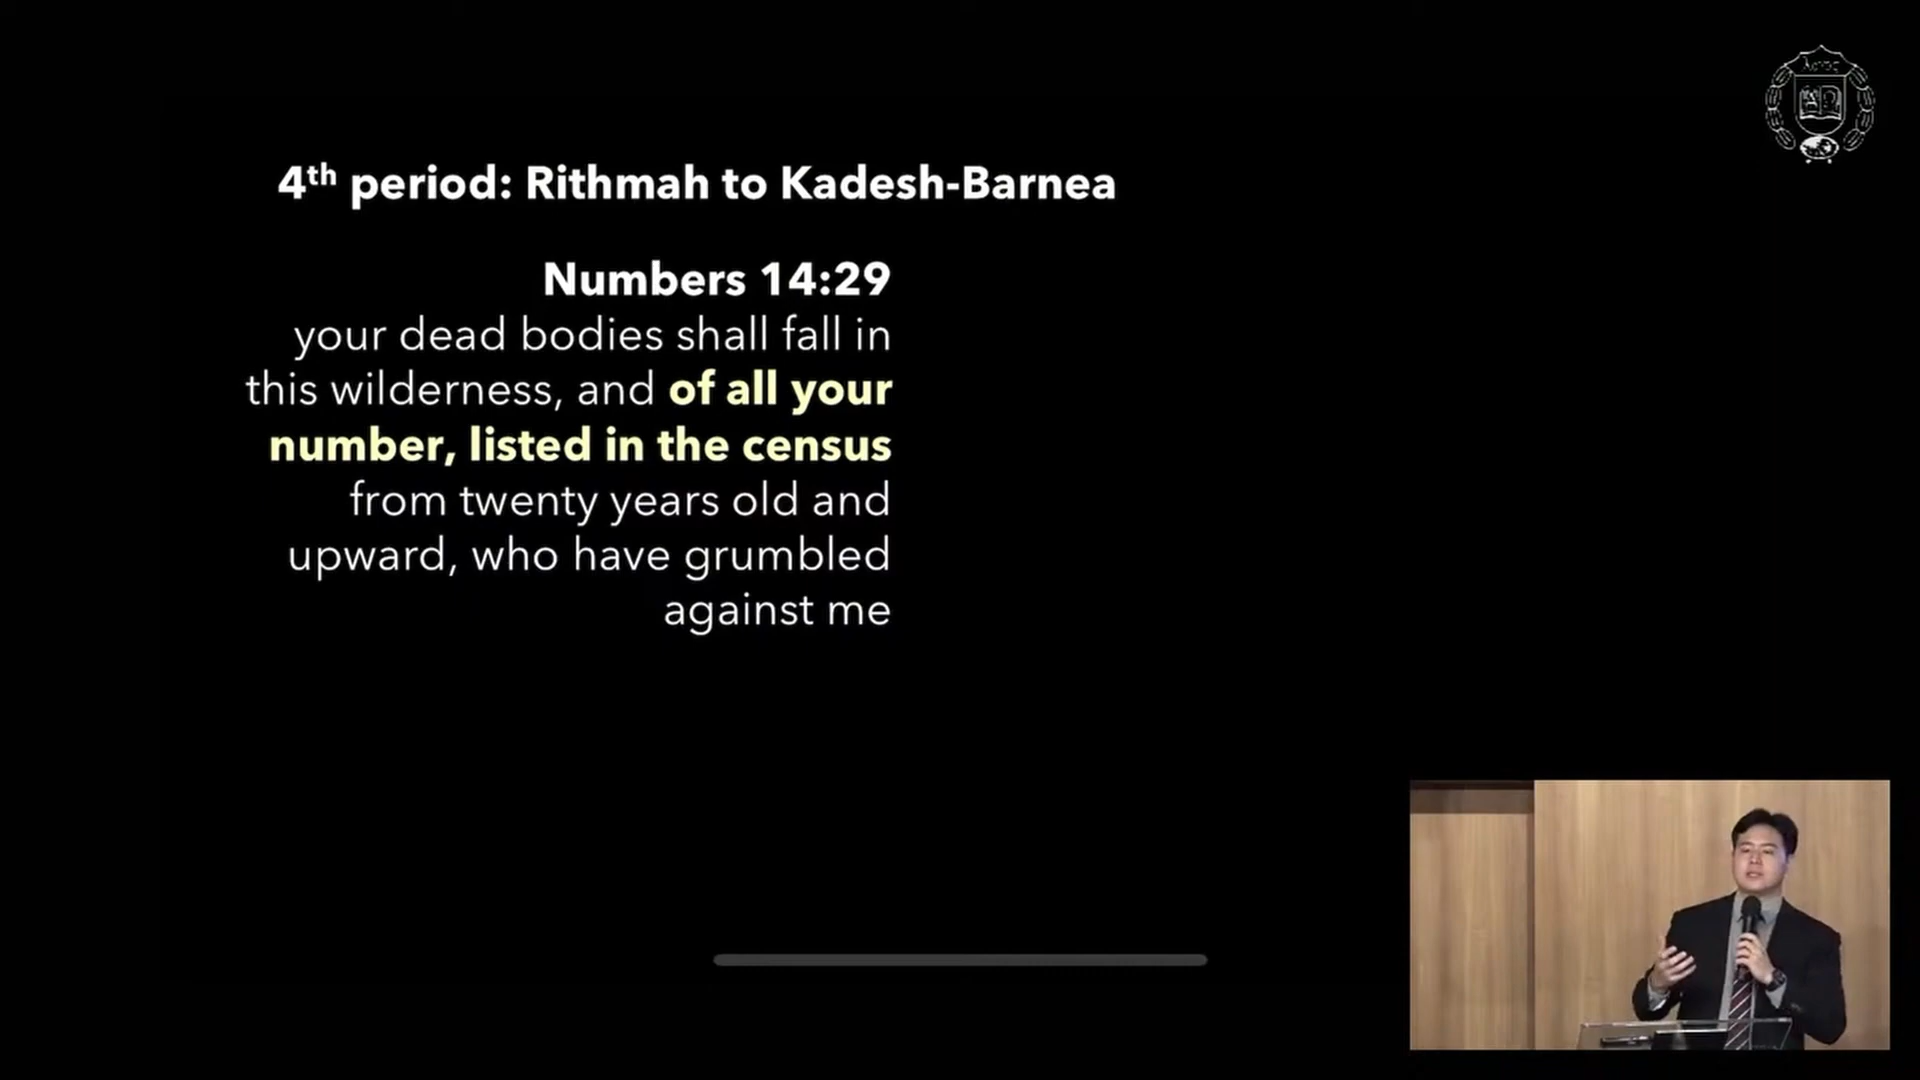 4th period: Rithmah to Kadesh-Barnea
Numbers 14:29
your dead bodies shall fall in
this wilderness, and of all your
number, listed in the census
from twenty years old and
upward, who have grumbled
against me